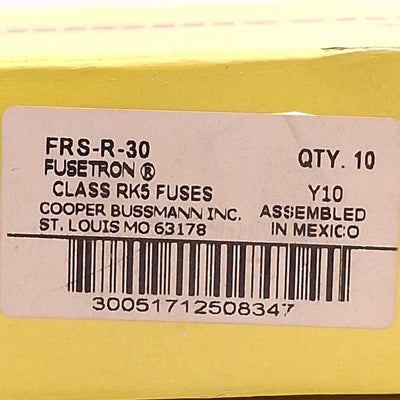 FRS-R-30 QTY. 10
FUSETRON ®
CLASS RK5 FUSES Y10
COOPER BUSSMANN INC. ASSEMBLED
ST. LOUIS MO 63178 IN MEXICO
30051712508347